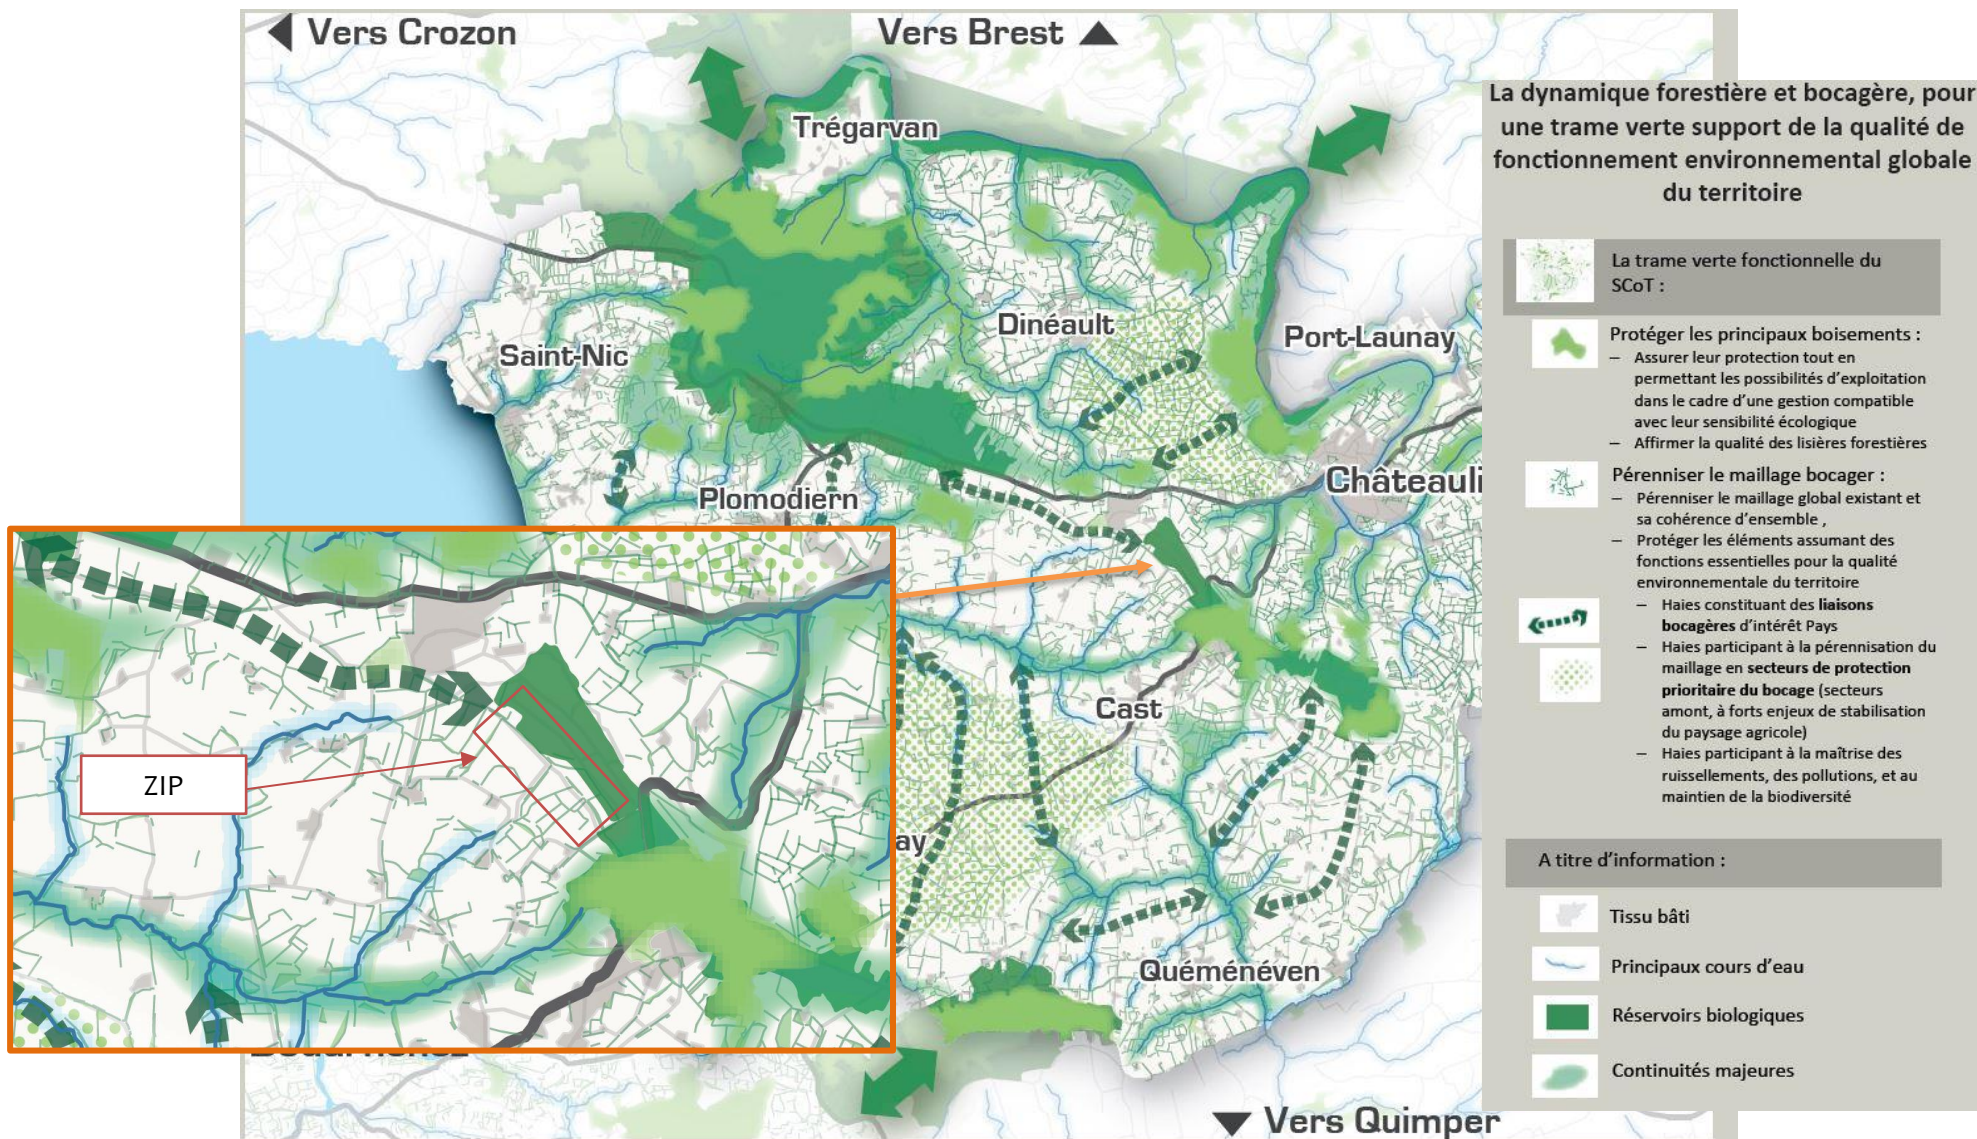 Vers Crozon
Vers Brest
Trégarvan
Dinéault
Port-Launay
Saint-Nic
Plomodiern
Châteauli
Cast
ay
Quéménéven
Vers Quimper
ZIP
La dynamique forestière et bocagère, pour
une trame verte support de la qualité de
fonctionnement environnemental globale
du territoire
La trame verte fonctionnelle du
SCoT :
Protéger les principaux boisements :
– Assurer leur protection tout en
permettant les possibilités d'exploitation
dans le cadre d'une gestion compatible
avec leur sensibilité écologique
– Affirmer la qualité des lisières forestières
Pérenniser le maillage bocager :
– Pérenniser le maillage global existant et
sa cohérence d'ensemble ,
– Protéger les éléments assumant des
fonctions essentielles pour la qualité
environnementale du territoire
– Haies constituant des liaisons
bocagères d'intérêt Pays
– Haies participant à la pérennisation du
maillage en secteurs de protection
prioritaire du bocage (secteurs
amont, à forts enjeux de stabilisation
du paysage agricole)
– Haies participant à la maîtrise des
ruissellements, des pollutions, et au
maintien de la biodiversité
A titre d'information :
Tissu bâti
Principaux cours d'eau
Réservoirs biologiques
Continuités majeures